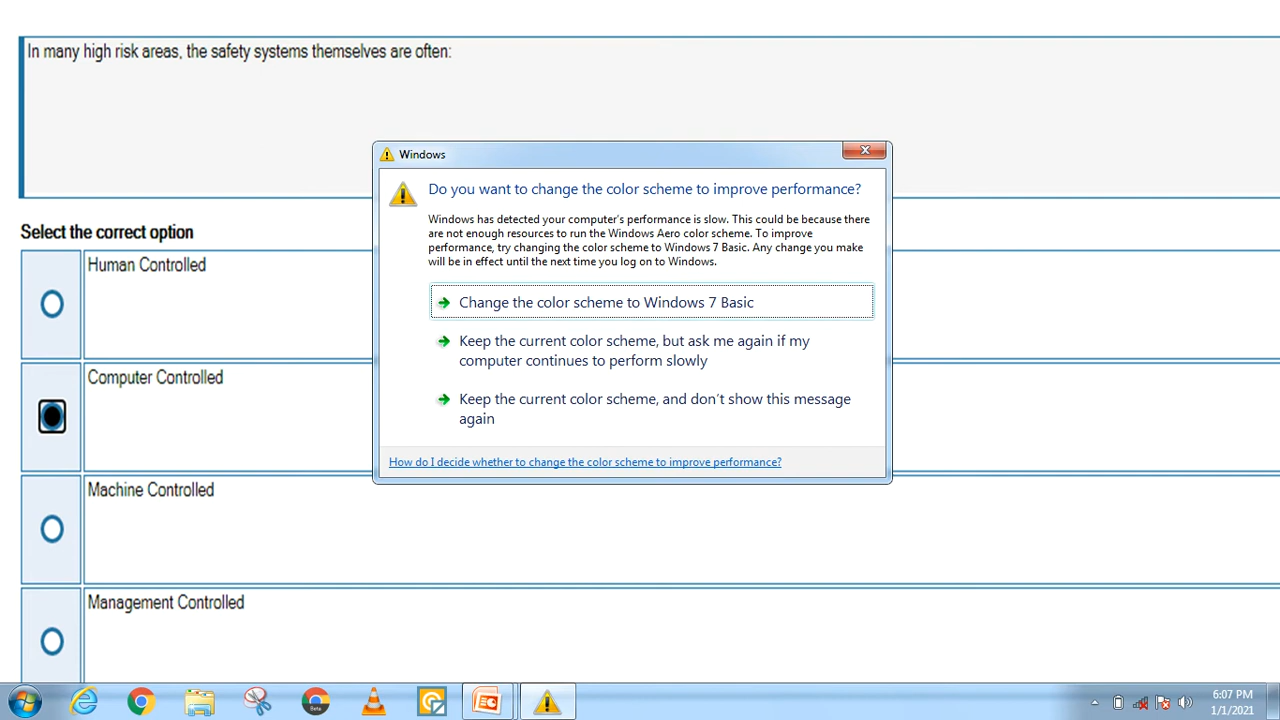 In many high risk areas, the safety systems themselves are often:
Windows
Do you want to change the color scheme to improve performance?
Windows has detected your computer's performance is slow. This could be because there
are not enough resources to run the Windows Aero color scheme. To improve
performance, try changing the color scheme to Windows 7 Basic. Any change you make
will be in effect until the next time you log on to Windows.
Change the color scheme to Windows 7 Basic
Keep the current color scheme, but ask me again if my
computer continues to perform slowly
Keep the current color scheme, and don't show this message
again
How do I decide whether to change the color scheme to improve performance?
Select the correct option
Human Controlled
Computer Controlled
Machine Controlled
Management Controlled
Beta
6:07 PM
1/1/2021